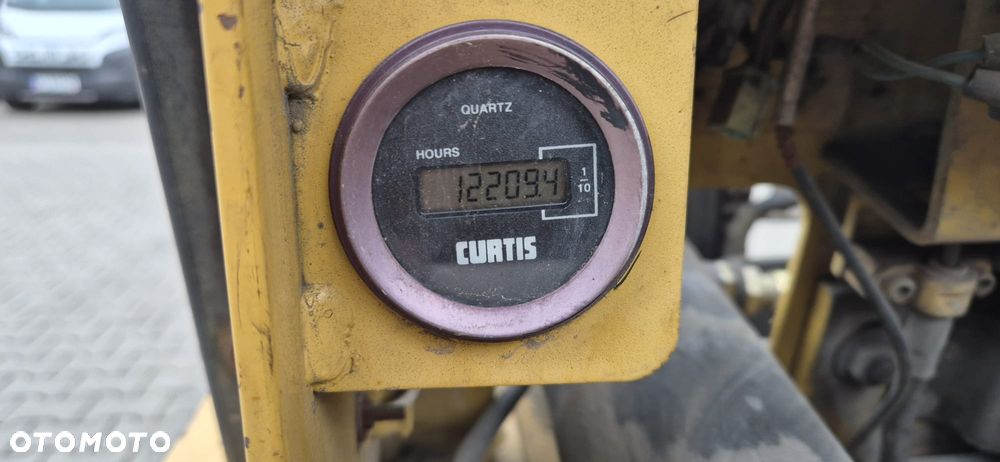 QUARTZ
HOURS
12209.4
1
10
CURTIS
OTOMOTO